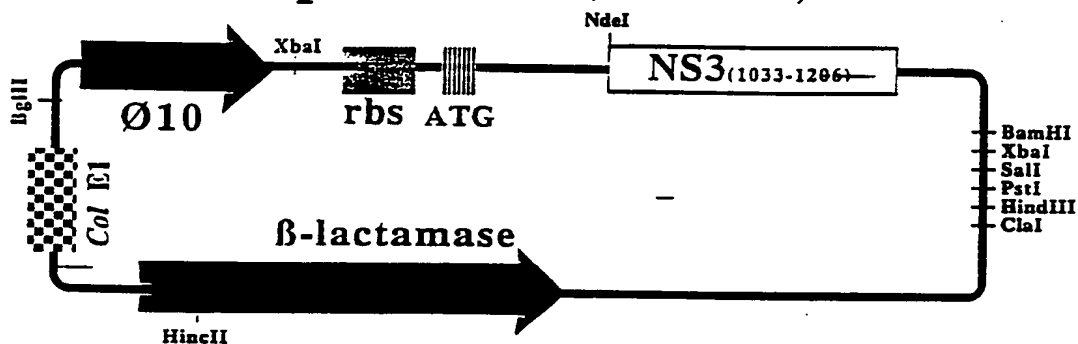 NdeI
XbaI
NS3(1033-1206)
BglII
Ø10
rbs
ATG
BamHI
XbaI
SalI
PstI
HindIII
ClaI
Col E1
ß-lactamase
HincII